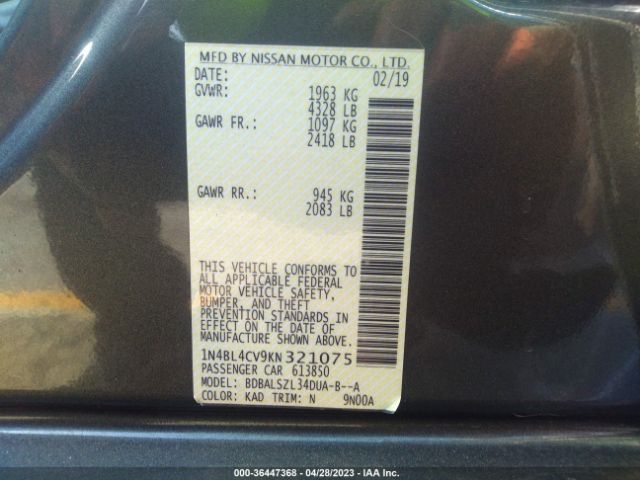 MFD BY NISSAN MOTOR CO., LTD.
DATE: 02/19
GVWR: 1963 KG
4328 LB
GAWR FR.: 1097 KG
2418 LB
GAWR RR.: 945 KG
2083 LB
THIS VEHICLE CONFORMS TO
ALL APPLICABLE FEDERAL
MOTOR VEHICLE SAFETY,
BUMPER, AND THEFT
PREVENTION STANDARDS IN
EFFECT ON THE DATE OF
MANUFACTURE SHOWN ABOVE.
1N4BL4CV9KN321075
PASSENGER CAR 613850
MODEL: BDBALSZL34DUA-B--A
COLOR: KAD TRIM: N 9N00A
000-36447368 - 04/28/2023 - IAA Inc.